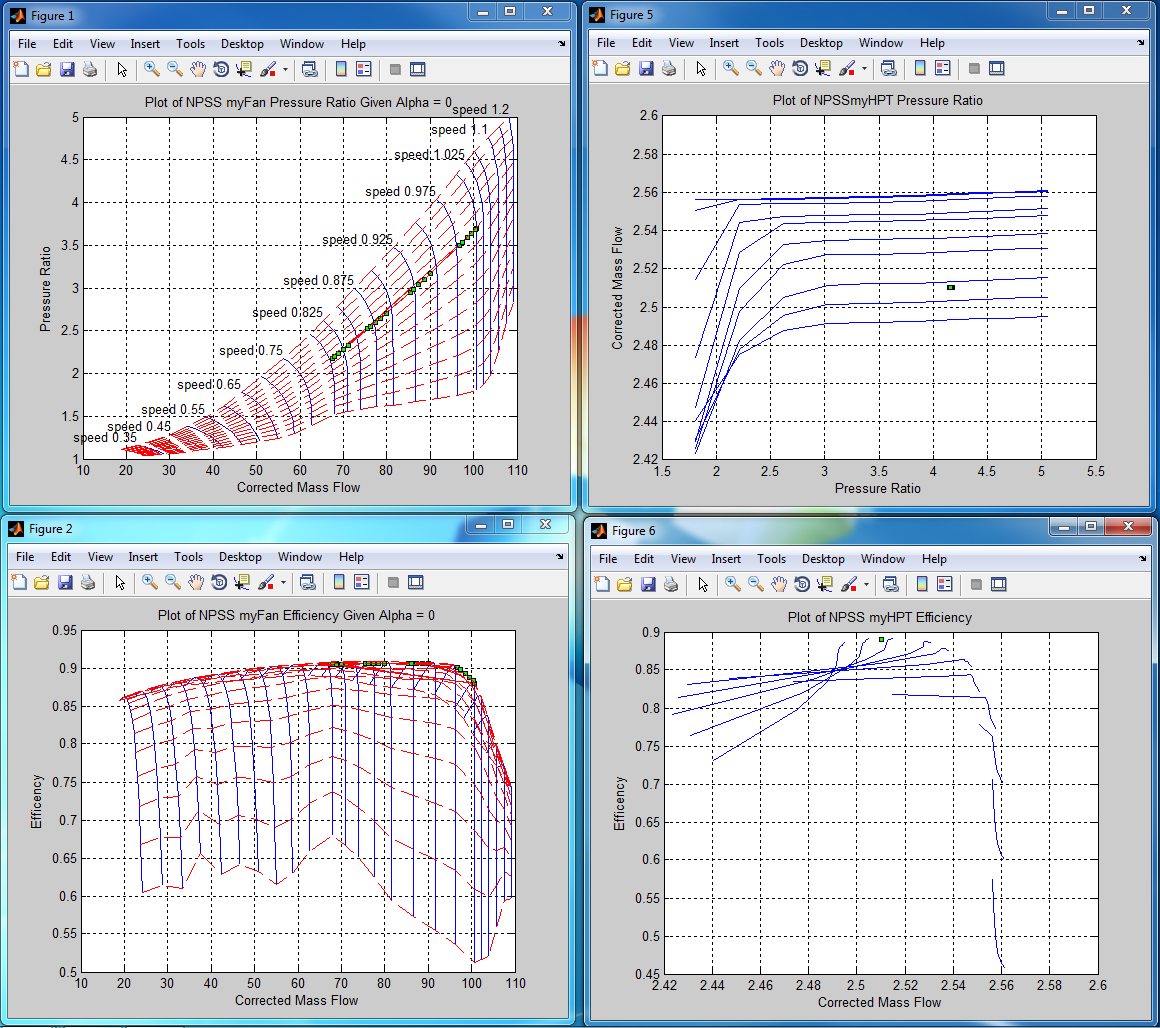 Figure 1
File Edit View Insert Tools Desktop Window Help
Plot of NPSS myFan Pressure Ratio Given Alpha = 0
speed 1.2
speed 1.1
speed 1.025
speed 0.975
speed 0.925
speed 0.875
speed 0.825
speed 0.75
speed 0.65
speed 0.55
speed 0.45
speed 0.35
5
4.5
4
3.5
3
2.5
2
1.5
1
Pressure Ratio
10 20 30 40 50 60 70 80 90 100 110
Corrected Mass Flow
Figure 5
File Edit View Insert Tools Desktop Window Help
Plot of NPSSmyHPT Pressure Ratio
2.6
2.58
2.56
2.54
2.52
2.5
2.48
2.46
2.44
2.42
Corrected Mass Flow
1.5 2 2.5 3 3.5 4 4.5 5 5.5
Pressure Ratio
Figure 2
File Edit View Insert Tools Desktop Window Help
Plot of NPSS myFan Efficiency Given Alpha = 0
0.95
0.9
0.85
0.8
0.75
0.7
0.65
0.6
0.55
0.5
Efficency
10 20 30 40 50 60 70 80 90 100 110
Corrected Mass Flow
Figure 6
File Edit View Insert Tools Desktop Window Help
Plot of NPSS myHPT Efficiency
0.9
0.85
0.8
0.75
0.7
0.65
0.6
0.55
0.5
0.45
Efficency
2.42 2.44 2.46 2.48 2.5 2.52 2.54 2.56 2.58 2.6
Corrected Mass Flow